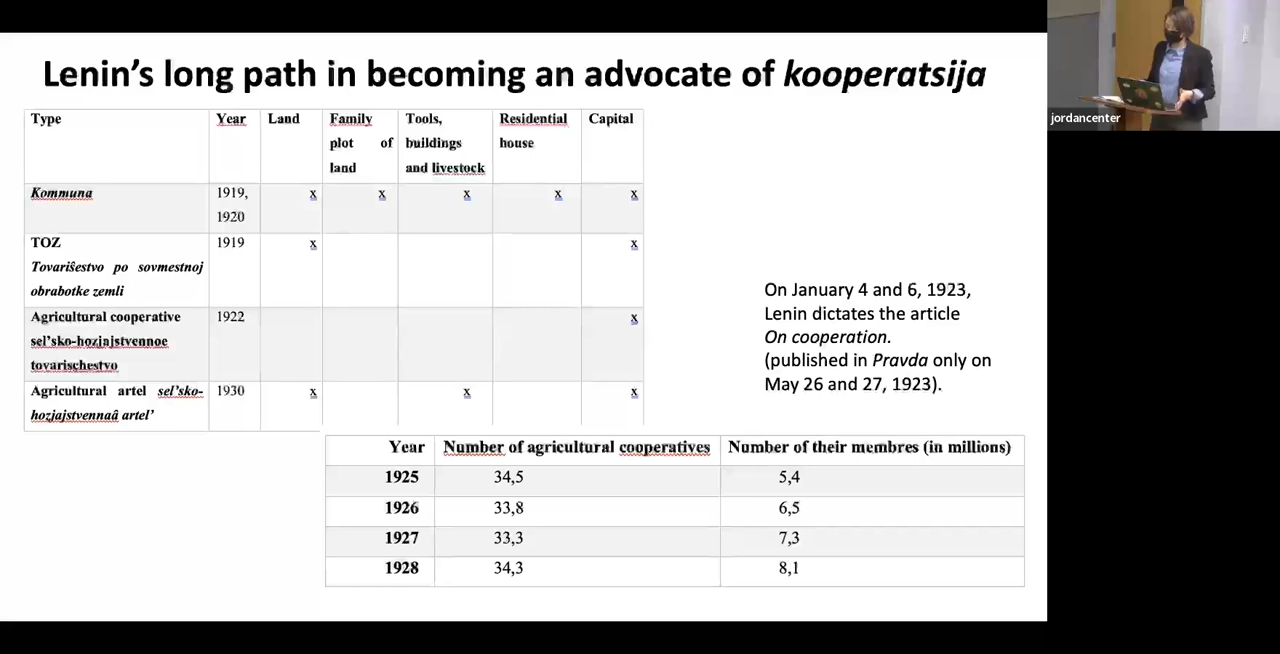 Lenin's long path in becoming an advocate of kooperatsija
jordancenter
Type Year Land Family plot of land Tools, buildings and livestock Residential house Capital
Kommuna 1919, 1920 x x x x x
TOZ 1919 x x
Tovariŝestvo po sovmestnoj
obrabotke zemli
Agricultural cooperative 1922 x
sel'sko-hozjajstvennoe
tovarischestvo
Agricultural artel sel'sko- 1930 x x x
hozjajstvennaâ artel'
On January 4 and 6, 1923,
Lenin dictates the article
On cooperation.
(published in Pravda only on
May 26 and 27, 1923).
Year Number of agricultural cooperatives Number of their membres (in millions)
1925 34,5 5,4
1926 33,8 6,5
1927 33,3 7,3
1928 34,3 8,1